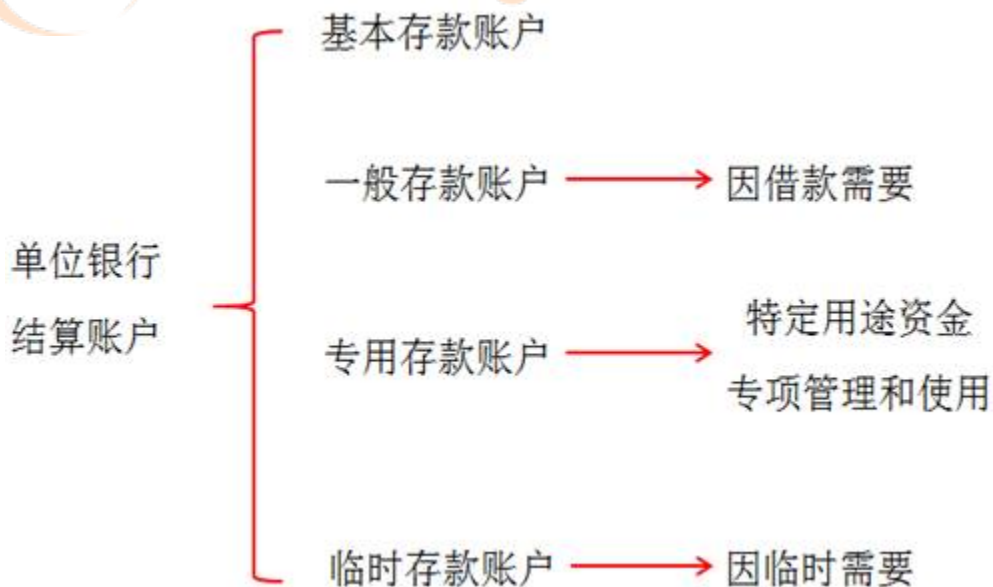 基本存款账户
一般存款账户
因借款需要
单位银行
结算账户
专用存款账户
特定用途资金
专项管理和使用
临时存款账户
因临时需要